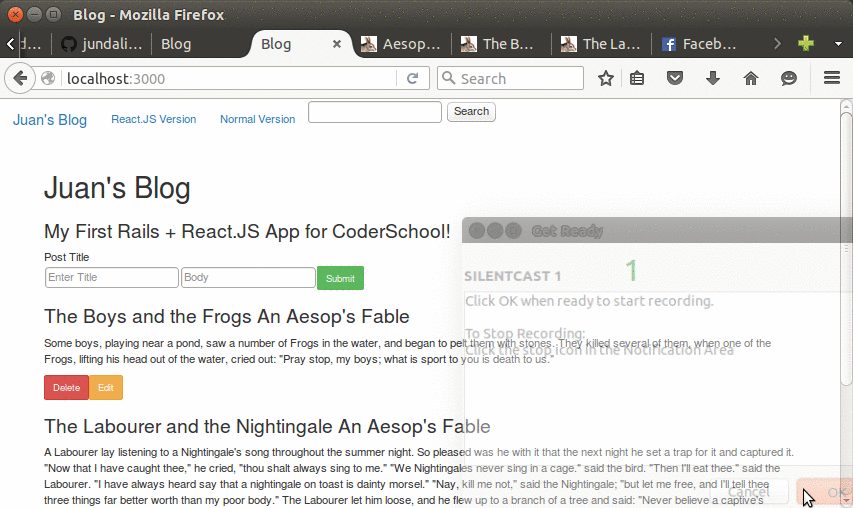 Blog - Mozilla Firefox
d... jundali... Blog Blog Aesop... The B... The La... Faceb...
localhost:3000 Search
Juan's Blog React.JS Version Normal Version Search
Juan's Blog
My First Rails + React.JS App for CoderSchool!
Get Ready
Post Title
Enter Title Body Submit
SILENTCAST 1 1
Click OK when ready to start recording.
To Stop Recording:
Click the stop icon in the Notification Area
The Boys and the Frogs An Aesop's Fable
Some boys, playing near a pond, saw a number of Frogs in the water, and began to pelt them with stones. They killed several of them, when one of the
Frogs, lifting his head out of the water, cried out: "Pray stop, my boys; what is sport to you is death to us."
Delete Edit
The Labourer and the Nightingale An Aesop's Fable
A Labourer lay listening to a Nightingale's song throughout the summer night. So pleased was he with it that the next night he set a trap for it and captured it.
"Now that I have caught thee," he cried, "thou shalt always sing to me." "We Nightingales never sing in a cage." said the bird. "Then I'll eat thee." said the
Labourer. "I have always heard say that a nightingale on toast is dainty morsel." "Nay, kill me not," said the Nightingale; "but let me free, and I'll tell thee
three things far better worth than my poor body." The Labourer let him loose, and he flew up to a branch of a tree and said: "Never believe a captive's
Cancel OK